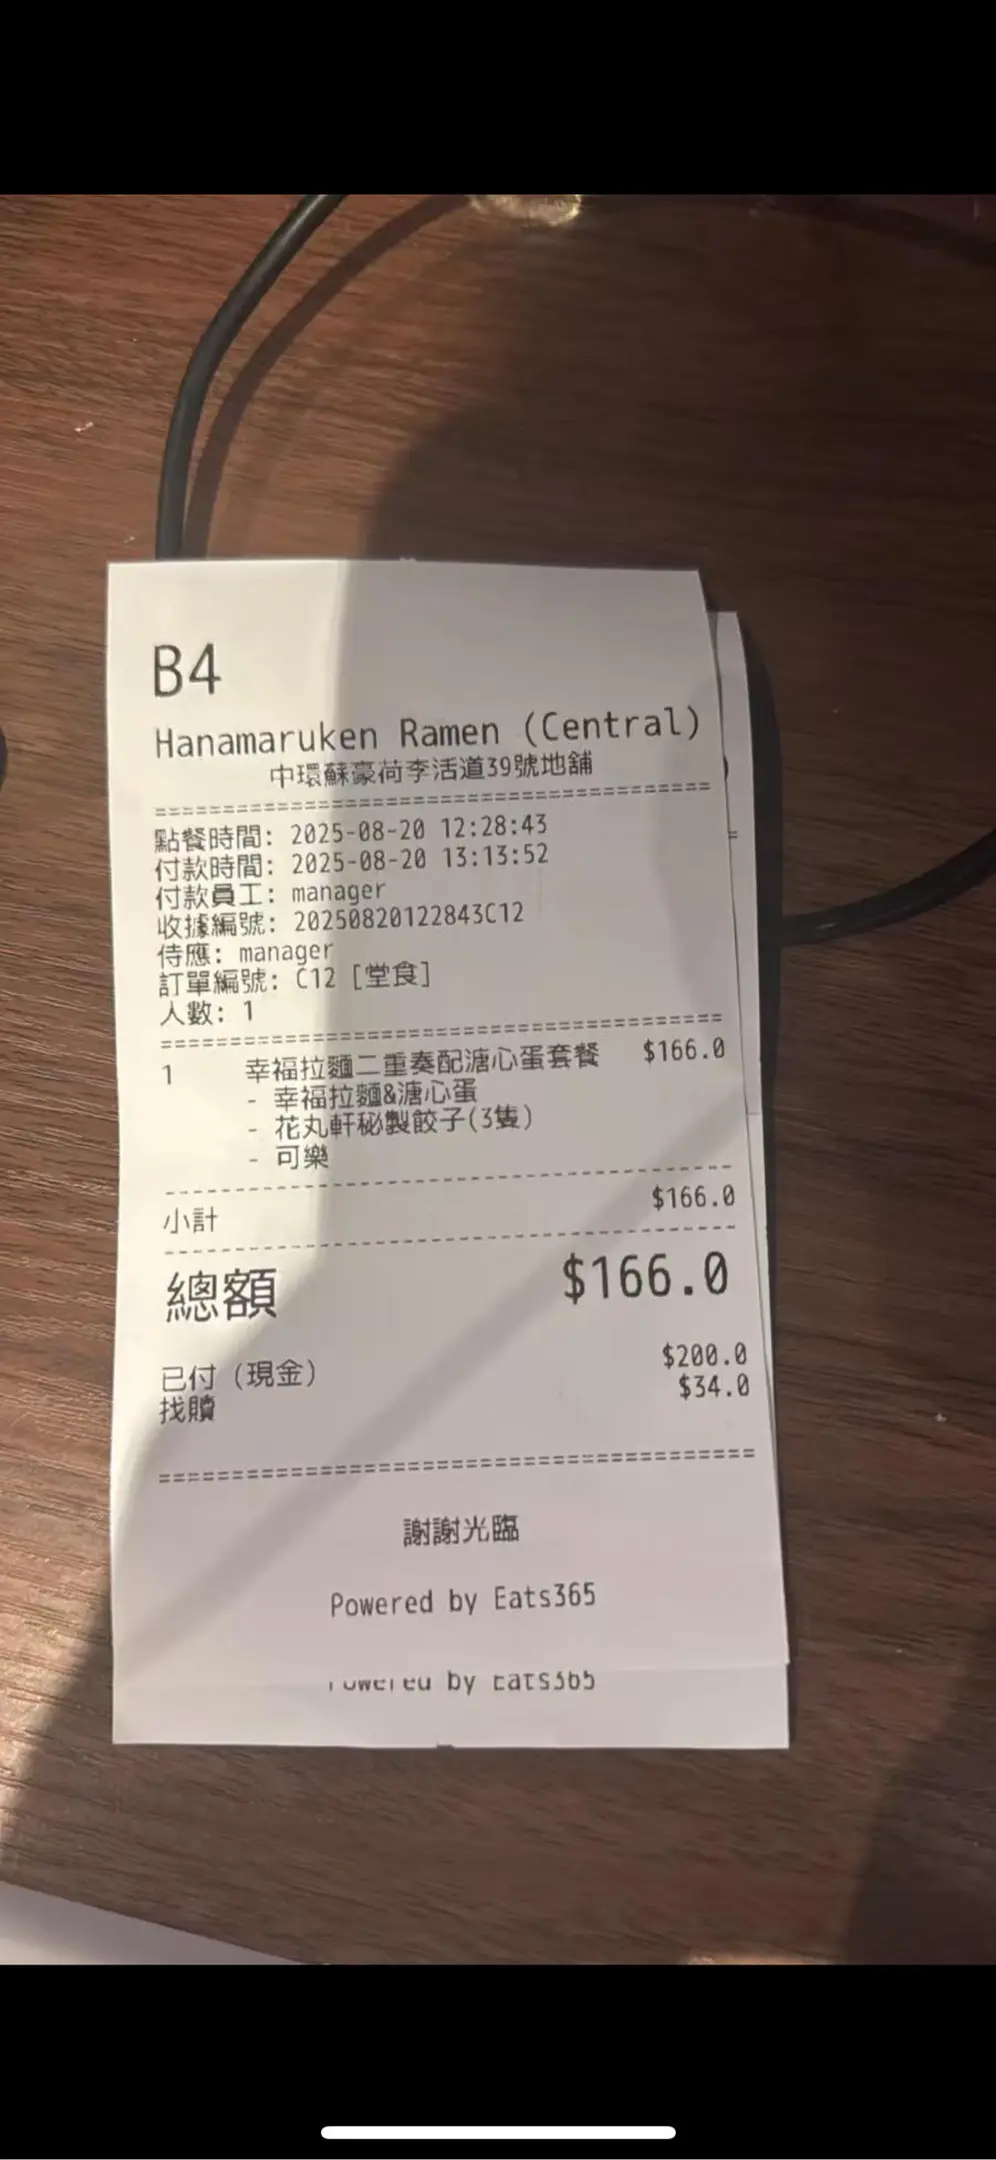 B4
Hanamaruken Ramen (Central)
中環蘇豪荷李活道39號地舖
========================================
點餐時間: 2025-08-20 12:28:43
付款時間: 2025-08-20 13:13:52
付款員工: manager
收據編號: 20250820122843C12
侍應: manager
訂單編號: C12 [堂食]
人數: 1
========================================
1 幸福拉麵二重奏配溏心蛋套餐 $166.0
- 幸福拉麵&溏心蛋
- 花丸軒秘製餃子(3隻)
- 可樂
小計 $166.0
總額 $166.0
已付 (現金) $200.0
找贖 $34.0
========================================
謝謝光臨
Powered by Eats365
Powered by Eats365